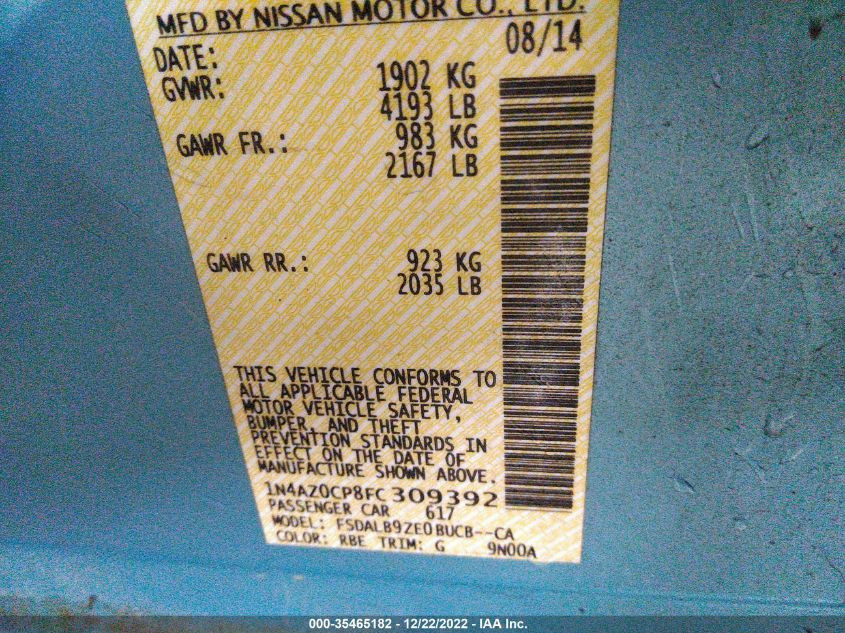 MFD BY NISSAN MOTOR CO., LTD.
DATE: 08/14
GVWR: 1902 KG
4193 LB
GAWR FR.: 983 KG
2167 LB
GAWR RR.: 923 KG
2035 LB
THIS VEHICLE CONFORMS TO
ALL APPLICABLE FEDERAL
MOTOR VEHICLE SAFETY,
BUMPER, AND THEFT
PREVENTION STANDARDS IN
EFFECT ON THE DATE OF
MANUFACTURE SHOWN ABOVE.
1N4AZ0CP8FC309392
PASSENGER CAR 617
MODEL: FSDALB9ZE0BUCB--CA
COLOR: RBE TRIM: G 9N00A
000-35465182 - 12/22/2022 - IAA Inc.